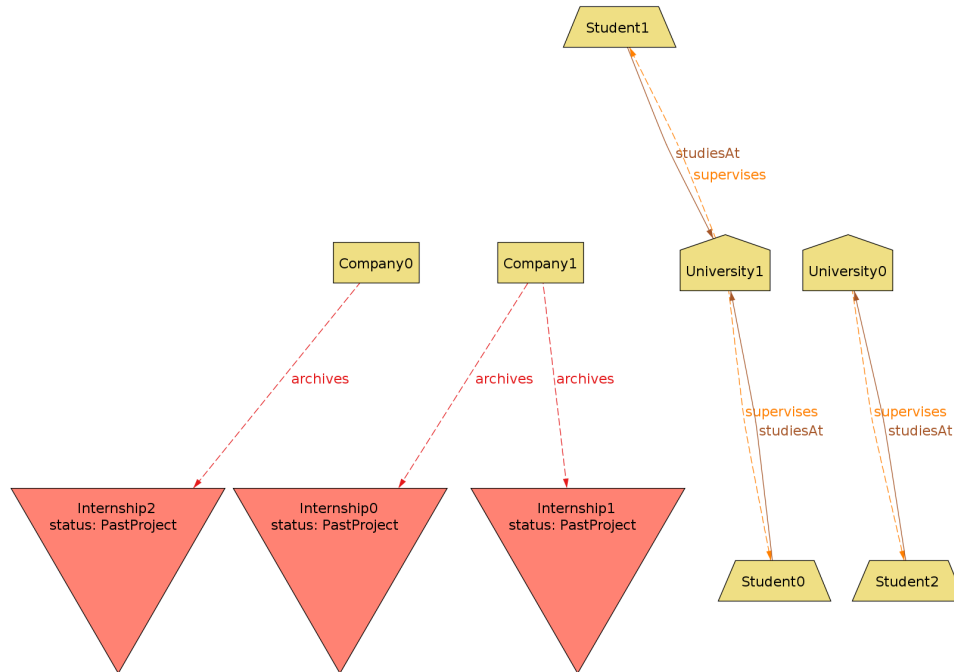 Student1
studiesAt
supervises
Company0
Company1
University1
University0
archives
archives
archives
supervises
studiesAt
supervises
studiesAt
Internship2
status: PastProject
Internship0
status: PastProject
Internship1
status: PastProject
Student0
Student2